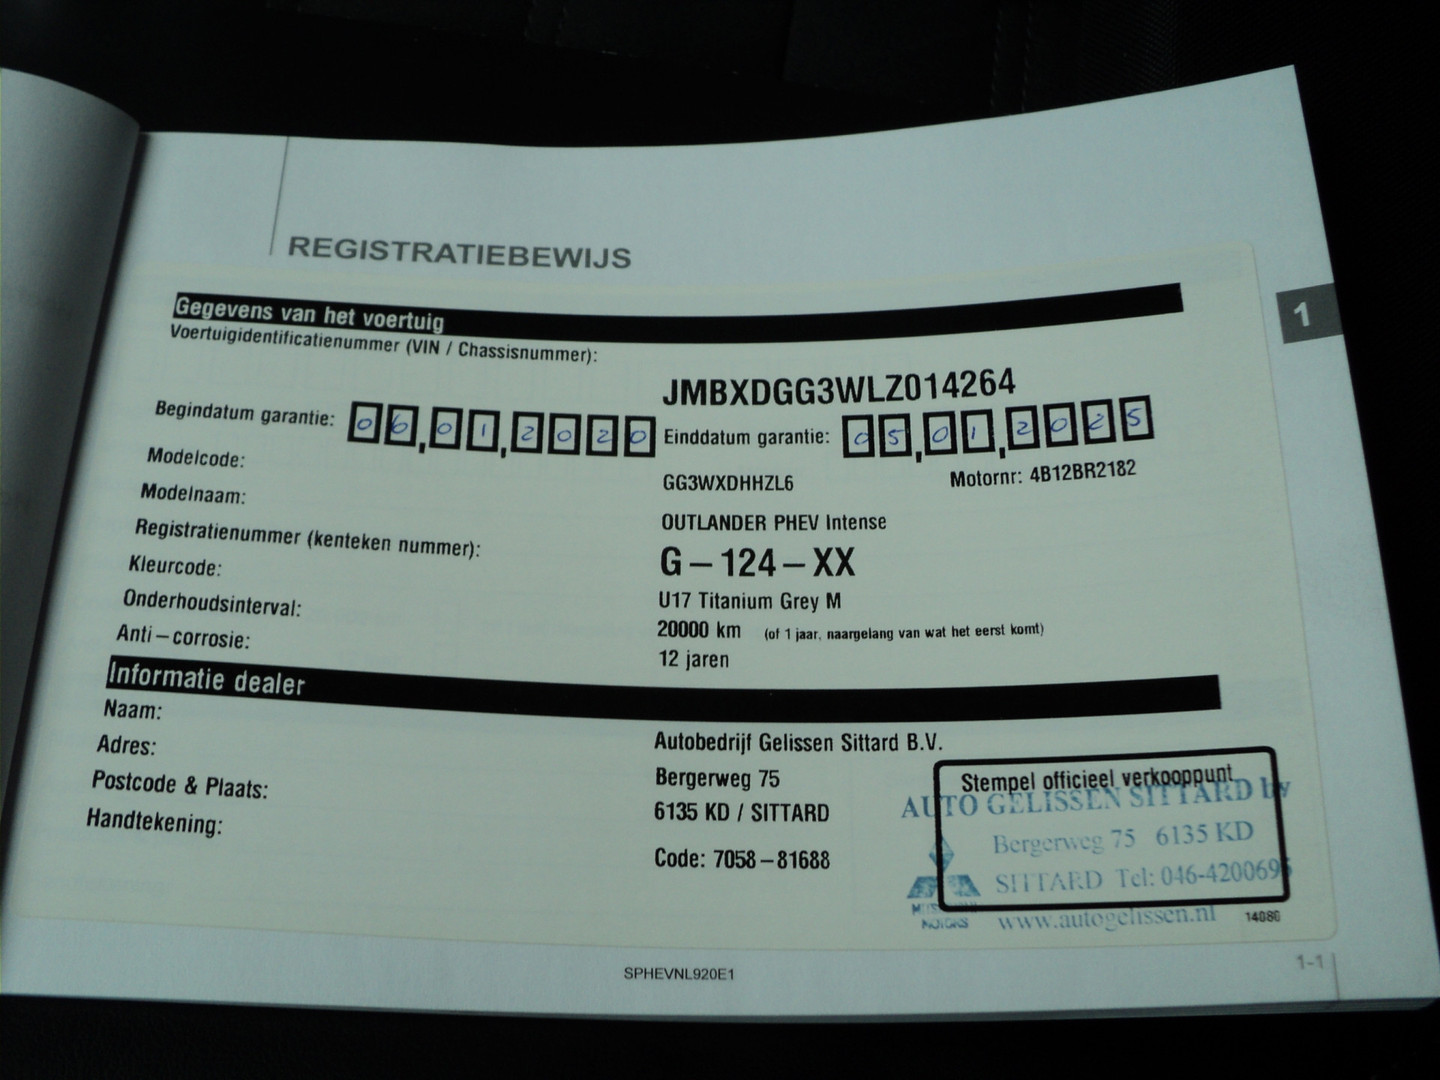 REGISTRATIEBEWIJS
1
Gegevens van het voertuig
Voertuigidentificatienummer (VIN / Chassisnummer):
JMBXDGG3WLZ014264
Begindatum garantie: 06,01,2020 Einddatum garantie: 05,01,2025
Modelcode: GG3WXDHHZL6 Motornr: 4B12BR2182
Modelnaam: OUTLANDER PHEV Intense
Registratienummer (kenteken nummer): G-124-XX
Kleurcode: U17 Titanium Grey M
Onderhoudsinterval: 20000 km (of 1 jaar, naargelang van wat het eerst komt)
Anti-corrosie: 12 jaren
Informatie dealer
Naam: Autobedrijf Gelissen Sittard B.V.
Adres: Bergerweg 75
Postcode & Plaats: 6135 KD / SITTARD
Handtekening:
Code: 7058-81688
Stempel officieel verkooppunt
AUTO GELISSEN SITTARD bv
Bergerweg 75 6135 KD
SITTARD Tel: 046-4200695
MOTORS
www.autogelissen.nl
14080
SPHEVNL920E1
1-1